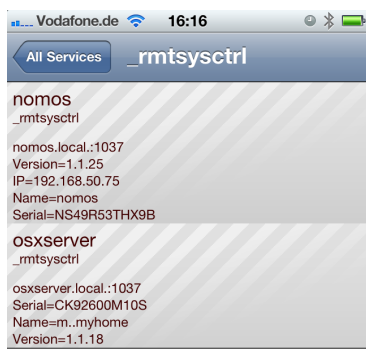 Vodafone.de 16:16
All Services _rmtsysctrl
nomos
_rmtsysctrl
nomos.local.:1037
Version=1.1.25
IP=192.168.50.75
Name=nomos
Serial=NS49R53THX9B
osxserver
_rmtsysctrl
osxserver.local.:1037
Serial=CK92600M10S
Name=m..myhome
Version=1.1.18